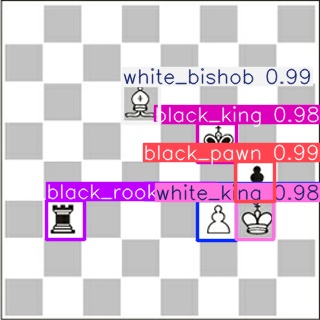 white_bishob 0.99
black_king 0.98
black_pawn 0.99
black_rook
white_king 0.98